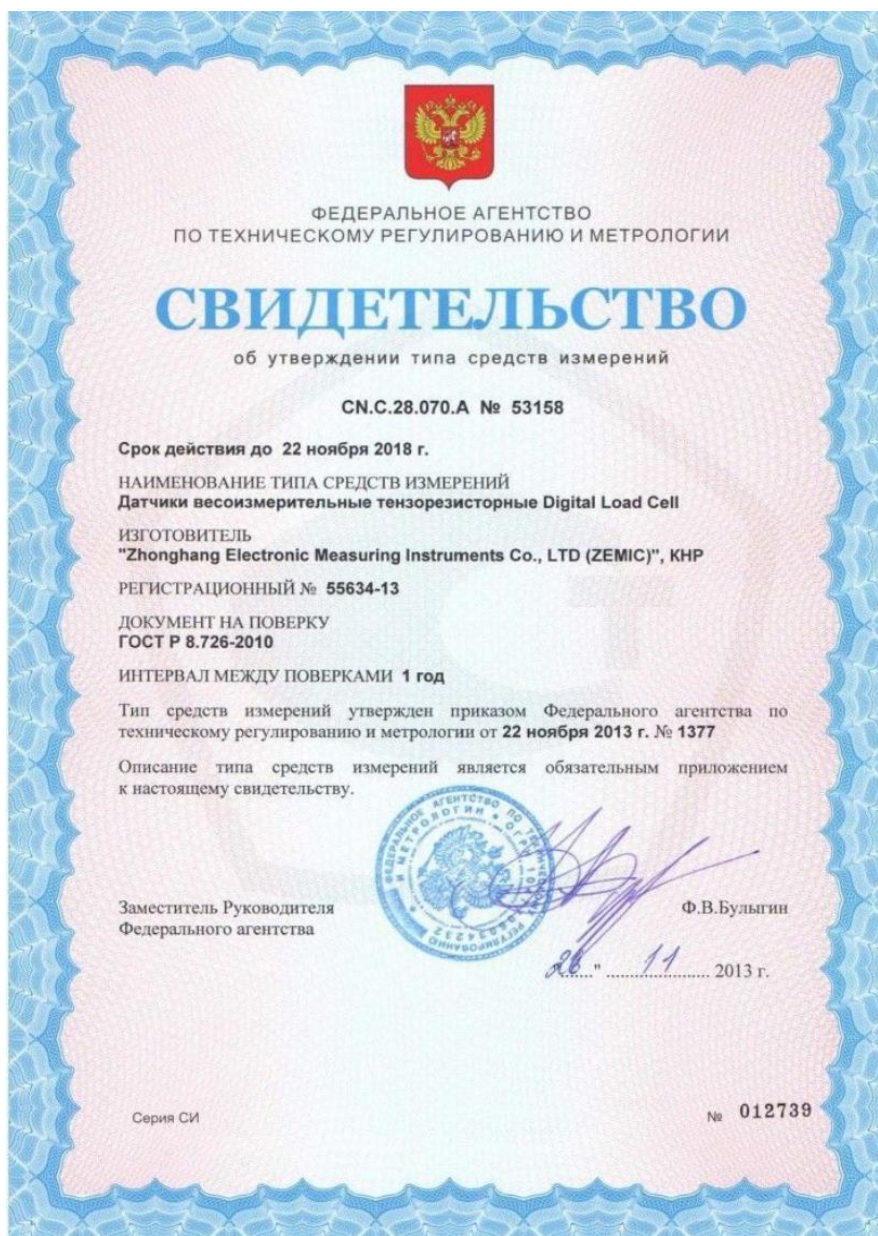 ФЕДЕРАЛЬНОЕ АГЕНТСТВО
ПО ТЕХНИЧЕСКОМУ РЕГУЛИРОВАНИЮ И МЕТРОЛОГИИ
СВИДЕТЕЛЬСТВО
об утверждении типа средств измерений
CN.C.28.070.A № 53158
Срок действия до 22 ноября 2018 г.
НАИМЕНОВАНИЕ ТИПА СРЕДСТВ ИЗМЕРЕНИЙ
Датчики весоизмерительные тензорезисторные Digital Load Cell
ИЗГОТОВИТЕЛЬ
"Zhonghang Electronic Measuring Instruments Co., LTD (ZEMIC)", КНР
РЕГИСТРАЦИОННЫЙ № 55634-13
ДОКУМЕНТ НА ПОВЕРКУ
ГОСТ Р 8.726-2010
ИНТЕРВАЛ МЕЖДУ ПОВЕРКАМИ 1 год
Тип средств измерений утвержден приказом Федерального агентства по
техническому регулированию и метрологии от 22 ноября 2013 г. № 1377
Описание типа средств измерений является обязательным приложением
к настоящему свидетельству.
Заместитель Руководителя
Федерального агентства
Ф.В.Булыгин
" 11 2013 г.
Серия СИ
№ 012739